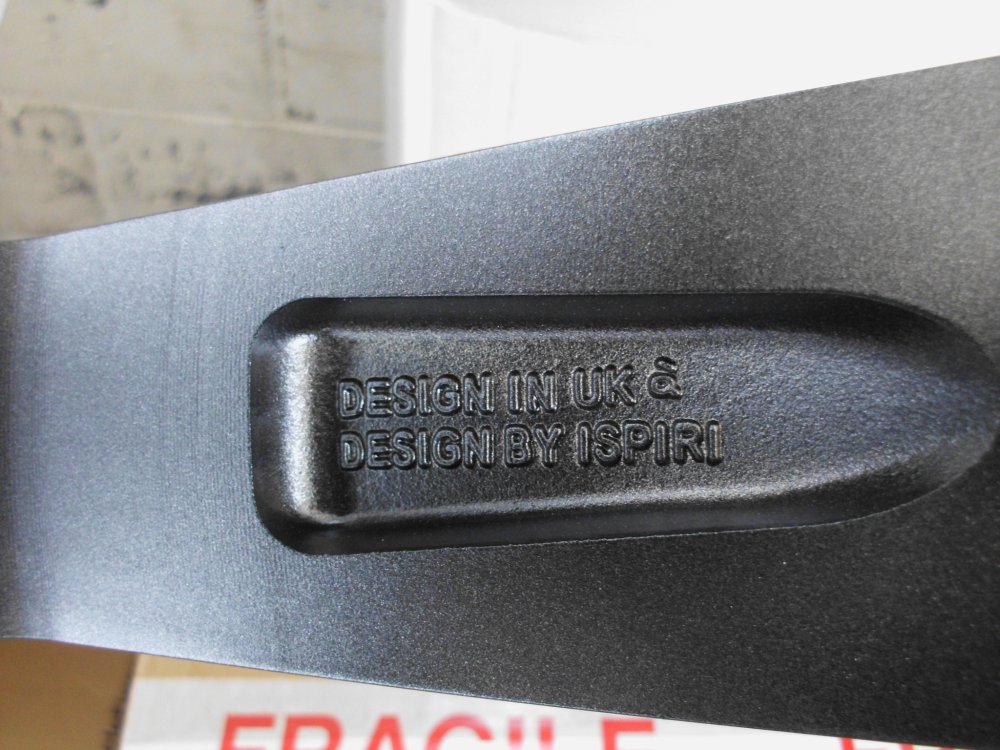 DESIGN IN UK &
DESIGN BY ISPIRI
FRAGILE